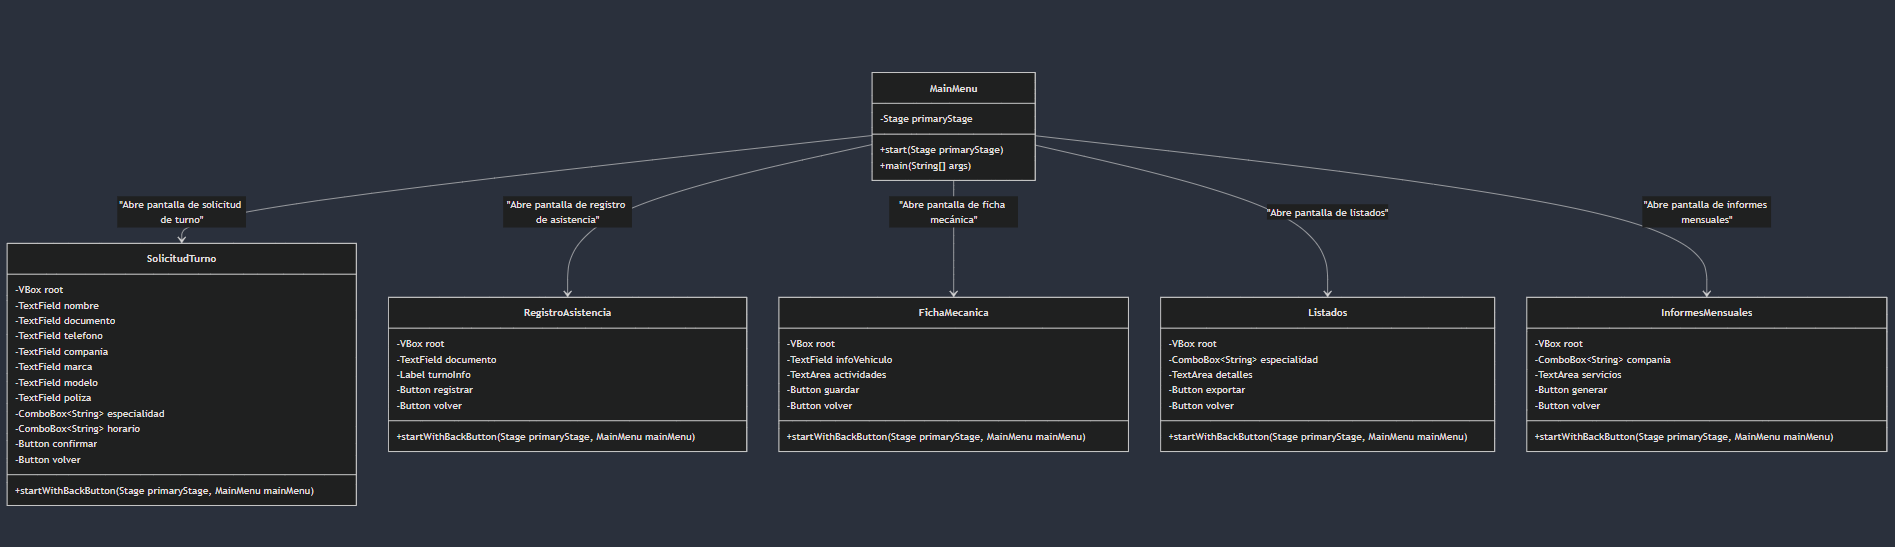 MainMenu
-Stage primaryStage
+start(Stage primaryStage)
+main(String[] args)
"Abre pantalla de solicitud
de turno"
"Abre pantalla de registro
de asistencia"
"Abre pantalla de ficha
mecánica"
"Abre pantalla de listados"
"Abre pantalla de informes
mensuales"
SolicitudTurno
-VBox root
-TextField nombre
-TextField documento
-TextField telefono
-TextField compania
-TextField marca
-TextField modelo
-TextField poliza
-ComboBox<String> especialidad
-ComboBox<String> horario
-Button confirmar
-Button volver
+startWithBackButton(Stage primaryStage, MainMenu mainMenu)
RegistroAsistencia
-VBox root
-TextField documento
-Label turnoInfo
-Button registrar
-Button volver
+startWithBackButton(Stage primaryStage, MainMenu mainMenu)
FichaMecanica
-VBox root
-TextField infoVehiculo
-TextArea actividades
-Button guardar
-Button volver
+startWithBackButton(Stage primaryStage, MainMenu mainMenu)
Listados
-VBox root
-ComboBox<String> especialidad
-TextArea detalles
-Button exportar
-Button volver
+startWithBackButton(Stage primaryStage, MainMenu mainMenu)
InformesMensuales
-VBox root
-ComboBox<String> compania
-TextArea servicios
-Button generar
-Button volver
+startWithBackButton(Stage primaryStage, MainMenu mainMenu)